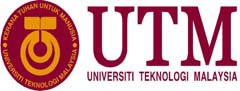 KERANA TUHAN UNTUK MANUSIA
UNIVERSITI TEKNOLOGI MALAYSIA
UTM
UNIVERSITI TEKNOLOGI MALAYSIA